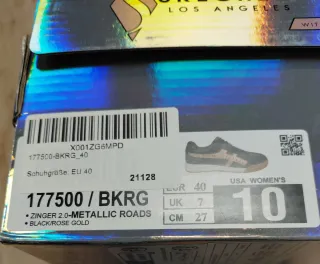 LOS ANGELES
X001ZG6MPD
177500-BKRG_40
Schuhgröße: EU 40
21128
177500 / BKRG
• ZINGER 2.0-METALLIC ROADS
• BLACK/ROSE GOLD
EUR 40
UK 7
CM 27
USA WOMEN'S
10